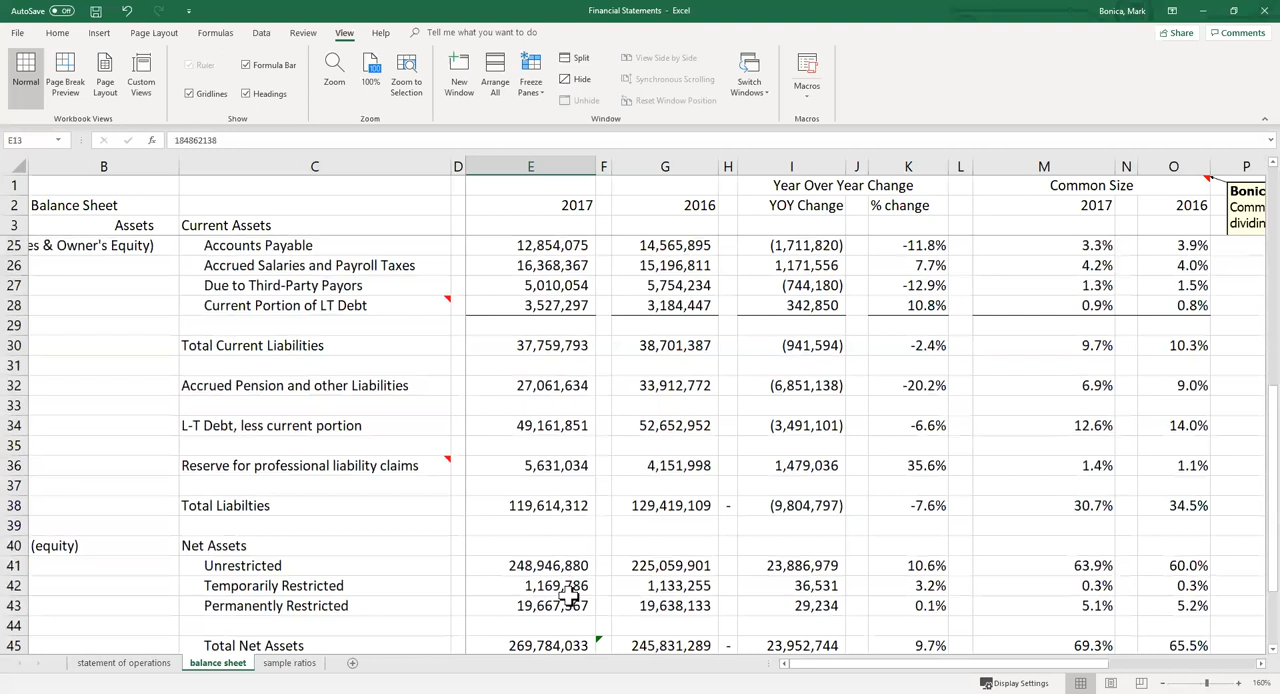 AutoSave Off Financial Statements - Excel Bonica, Mark
File Home Insert Page Layout Formulas Data Review View Help Tell me what you want to do Share Comments
Normal Page Break Preview Page Layout Custom Views
Ruler Formula Bar
Gridlines Headings
Zoom 100% Zoom to Selection
New Window Arrange All Freeze Panes
Split
Hide
Unhide
View Side by Side
Synchronous Scrolling
Reset Window Position
Switch Windows Macros
Workbook Views Show Zoom Window Macros
E13 fx 184862138
B C D E F G H I J K L M N O P
1 Year Over Year Change Common Size Bonic
2 Balance Sheet 2017 2016 YOY Change % change 2017 2016 Comm
3 Assets Current Assets dividin
25 es & Owner's Equity) Accounts Payable 12,854,075 14,565,895 (1,711,820) -11.8% 3.3% 3.9%
26 Accrued Salaries and Payroll Taxes 16,368,367 15,196,811 1,171,556 7.7% 4.2% 4.0%
27 Due to Third-Party Payors 5,010,054 5,754,234 (744,180) -12.9% 1.3% 1.5%
28 Current Portion of LT Debt 3,527,297 3,184,447 342,850 10.8% 0.9% 0.8%
29
30 Total Current Liabilities 37,759,793 38,701,387 (941,594) -2.4% 9.7% 10.3%
31
32 Accrued Pension and other Liabilities 27,061,634 33,912,772 (6,851,138) -20.2% 6.9% 9.0%
33
34 L-T Debt, less current portion 49,161,851 52,652,952 (3,491,101) -6.6% 12.6% 14.0%
35
36 Reserve for professional liability claims 5,631,034 4,151,998 1,479,036 35.6% 1.4% 1.1%
37
38 Total Liabilties 119,614,312 129,419,109 - (9,804,797) -7.6% 30.7% 34.5%
39
40 (equity) Net Assets
41 Unrestricted 248,946,880 225,059,901 23,886,979 10.6% 63.9% 60.0%
42 Temporarily Restricted 1,169,786 1,133,255 36,531 3.2% 0.3% 0.3%
43 Permanently Restricted 19,667,367 19,638,133 29,234 0.1% 5.1% 5.2%
44
45 Total Net Assets 269,784,033 245,831,289 - 23,952,744 9.7% 69.3% 65.5%
statement of operations balance sheet sample ratios
Display Settings 160%